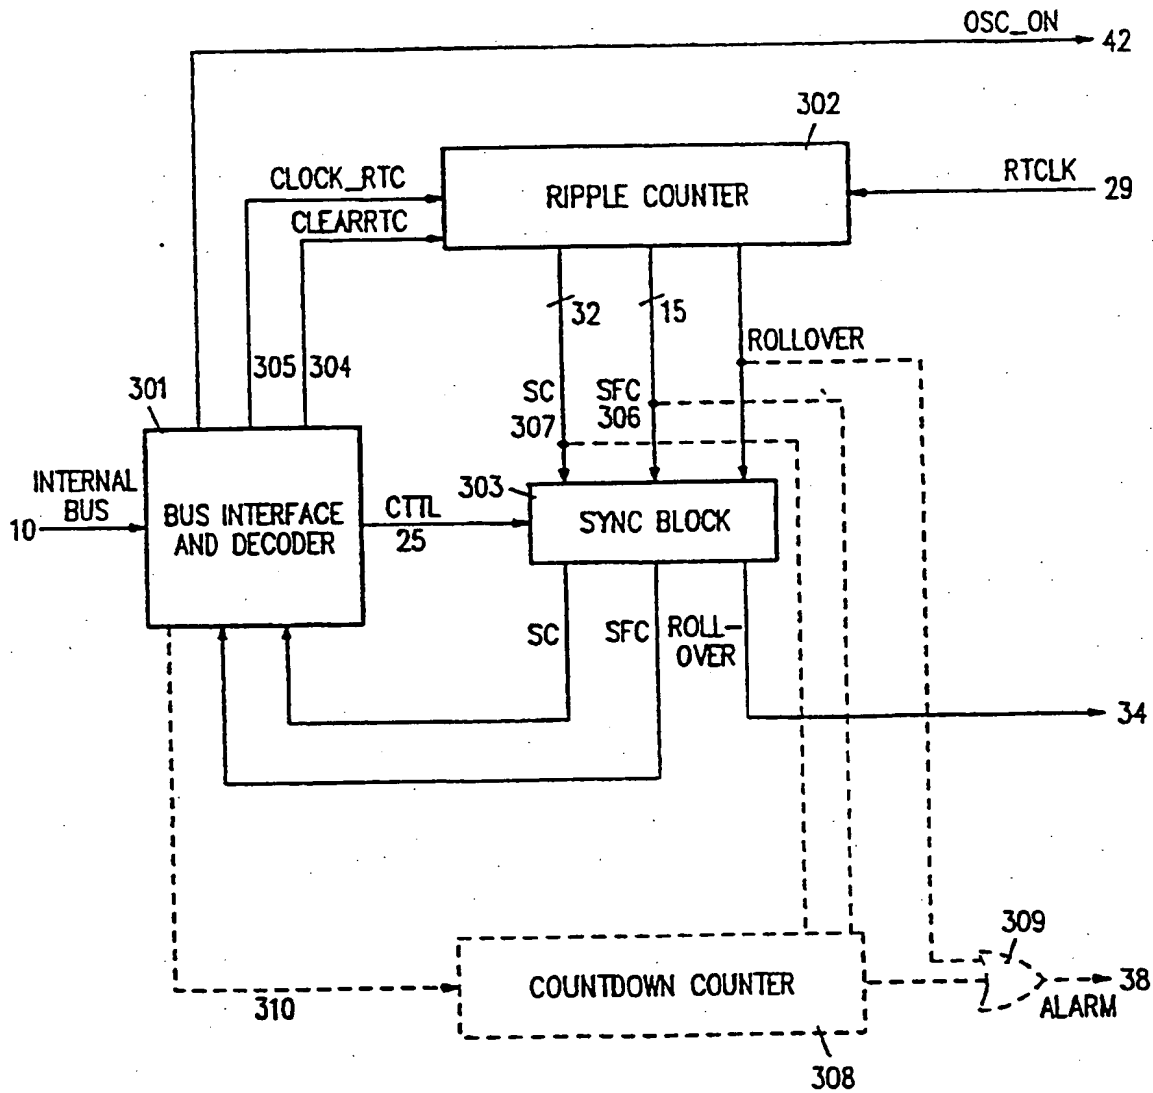 OSC_ON
42
302
CLOCK_RTC
RIPPLE COUNTER
RTCLK
29
CLEARRTC
32
15
ROLLOVER
305
304
301
SC
307
SFC
306
INTERNAL
BUS
10
303
BUS INTERFACE
AND DECODER
CTTL
25
SYNC BLOCK
SC
SFC
ROLL-
OVER
34
309
COUNTDOWN COUNTER
38
ALARM
310
308